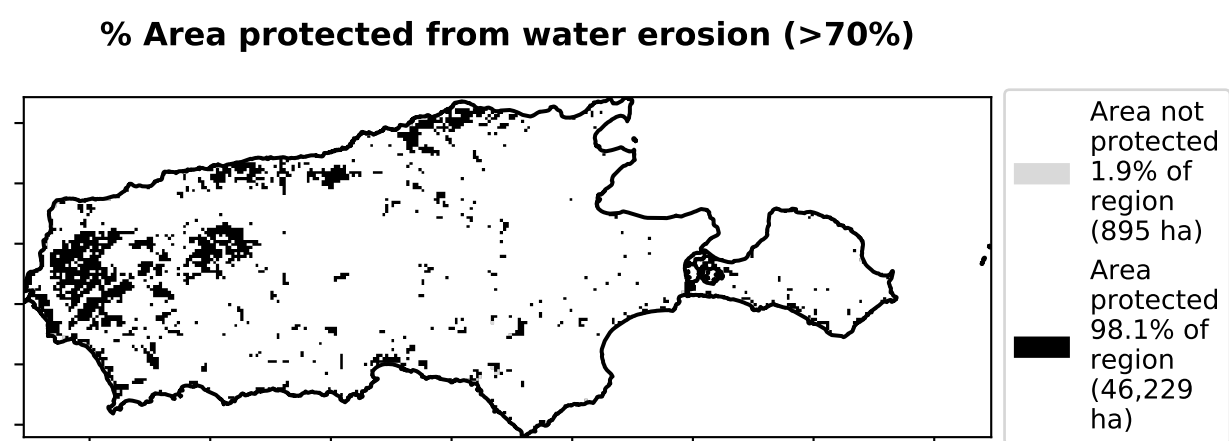 % Area protected from water erosion (>70%)
Area not
protected
1.9% of
region
(895 ha)
Area
protected
98.1% of
region
(46,229
ha)